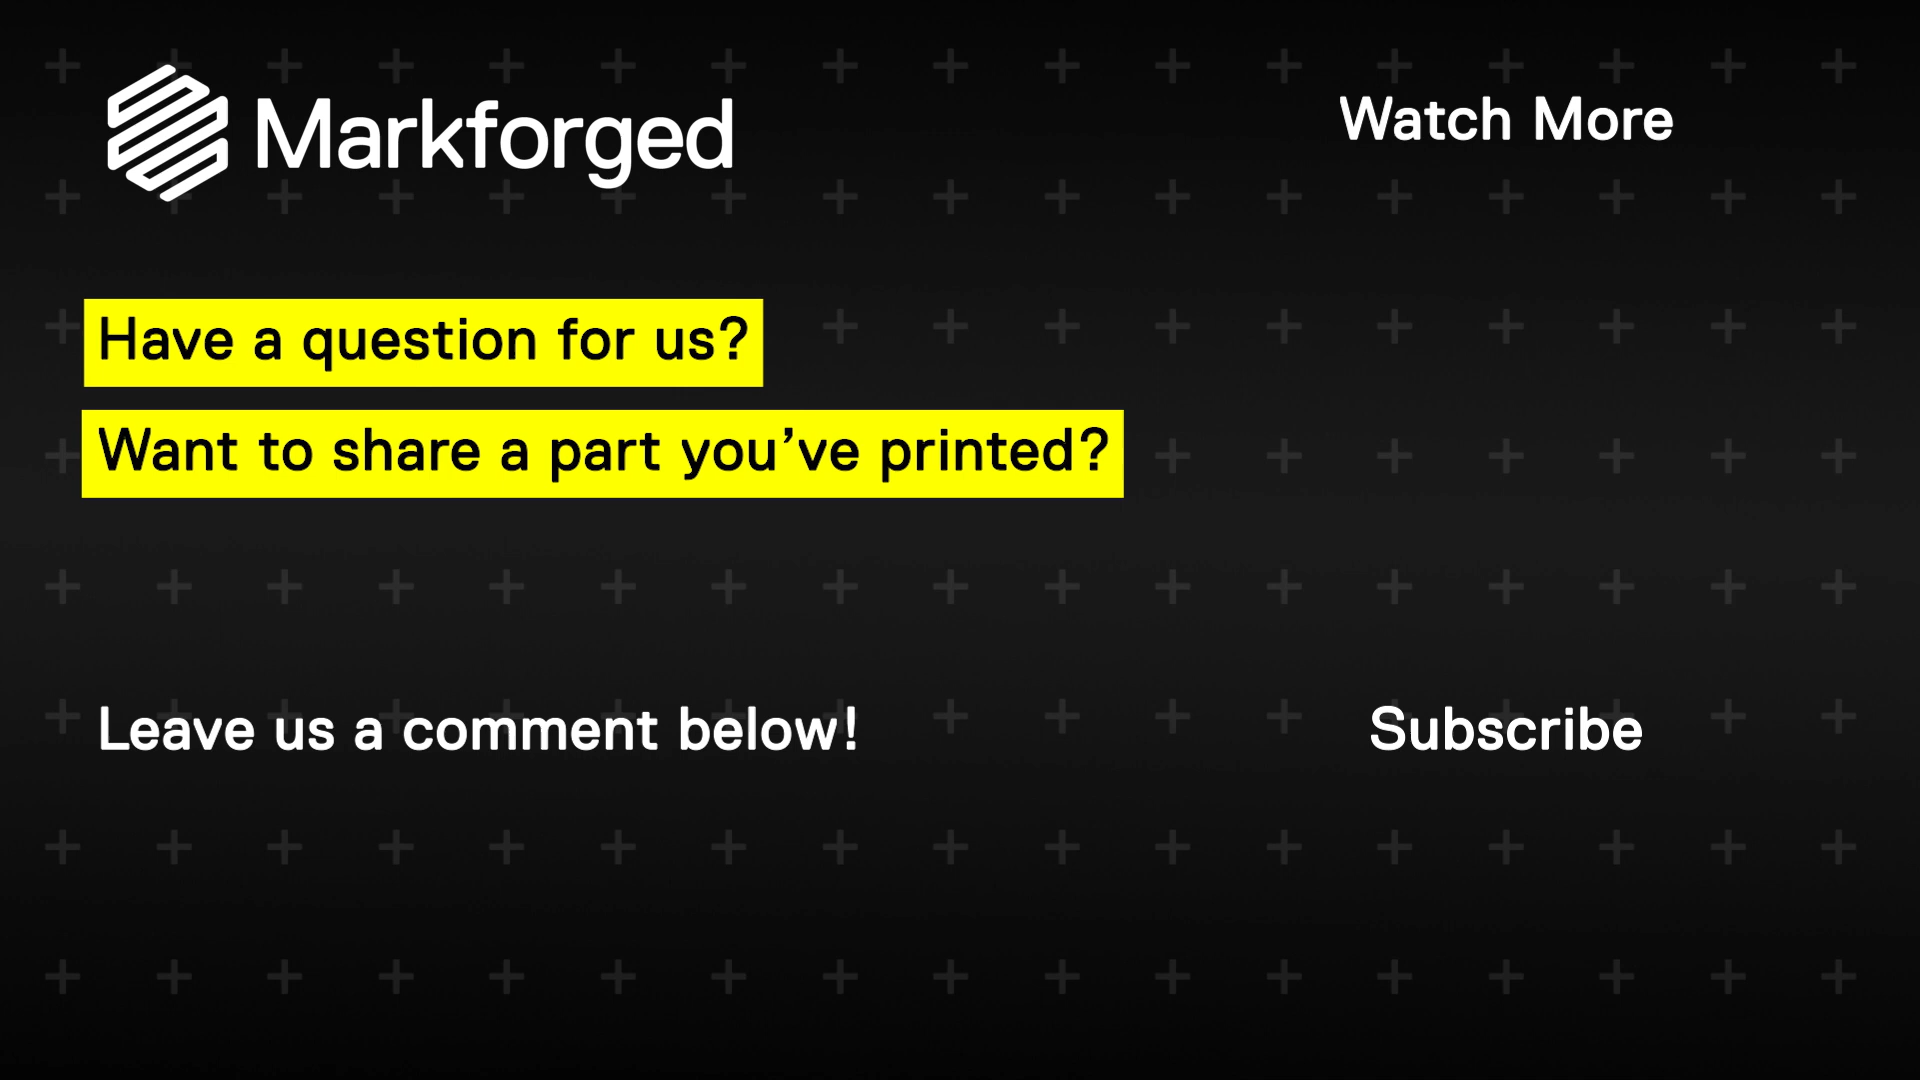 Markforged
Watch More
Have a question for us?
Want to share a part you’ve printed?
Leave us a comment below!
Subscribe